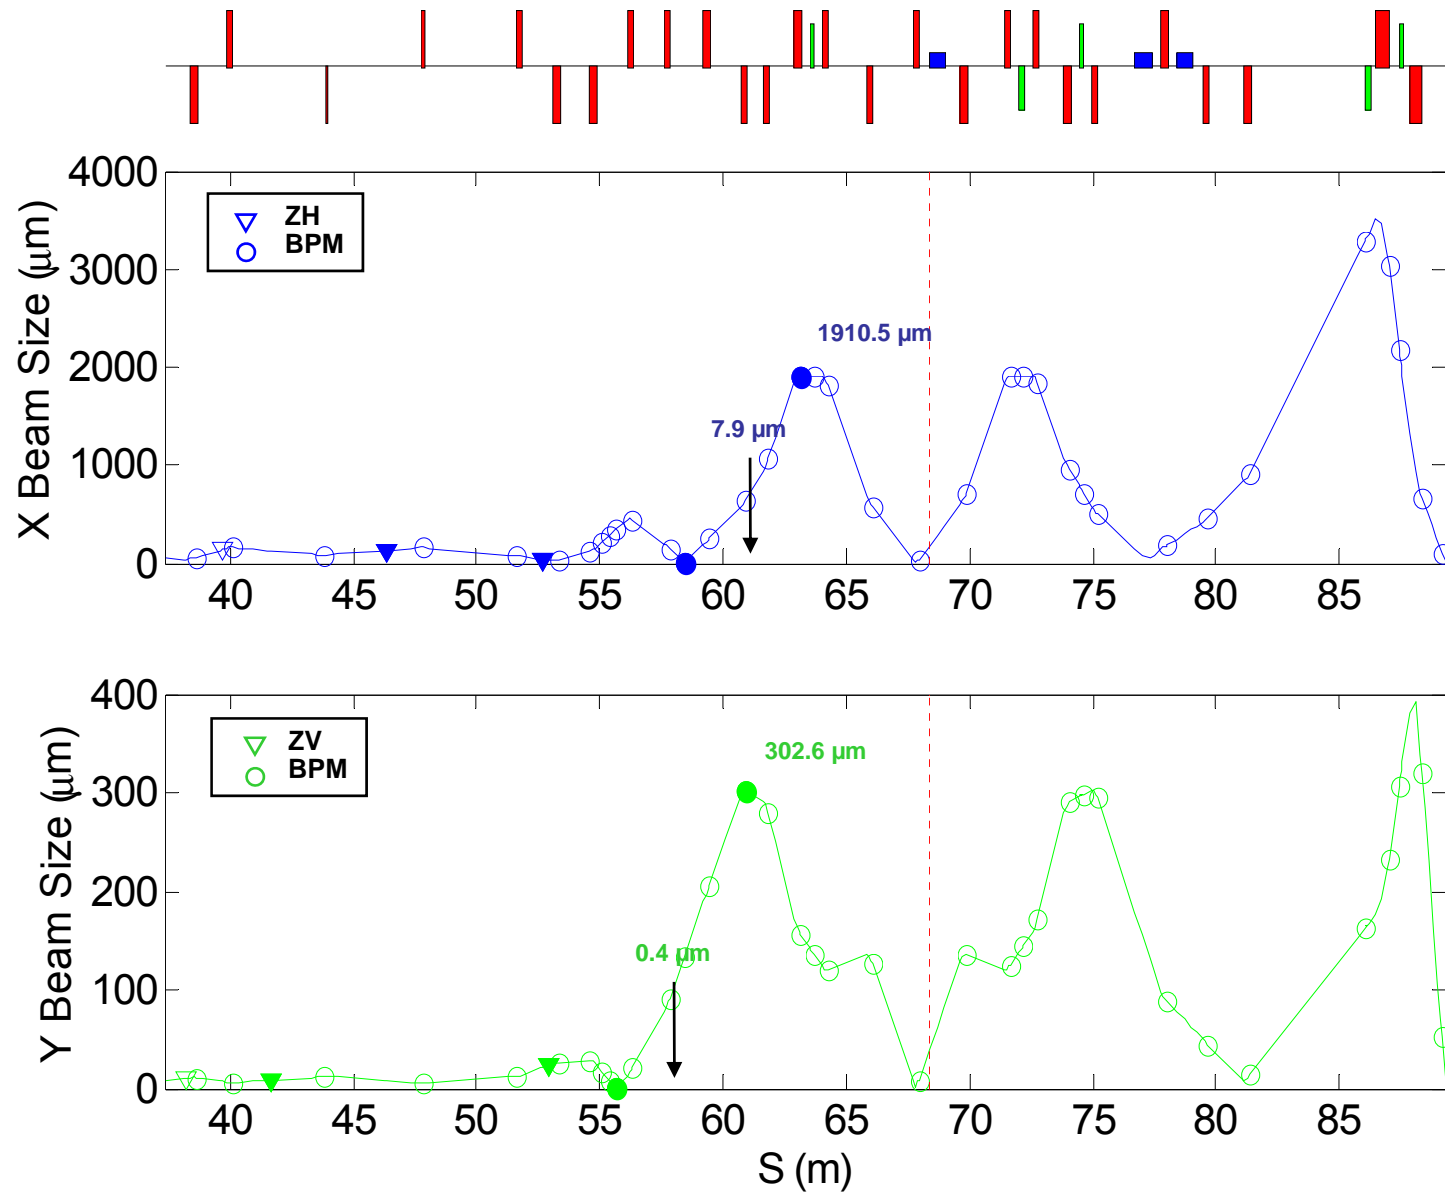 4000
3000
2000
1000
0
X Beam Size (μm)
ZH
BPM
1910.5 μm
7.9 μm
40 45 50 55 60 65 70 75 80 85
400
300
200
100
0
Y Beam Size (μm)
ZV
BPM
302.6 μm
0.4 μm
40 45 50 55 60 65 70 75 80 85
S (m)